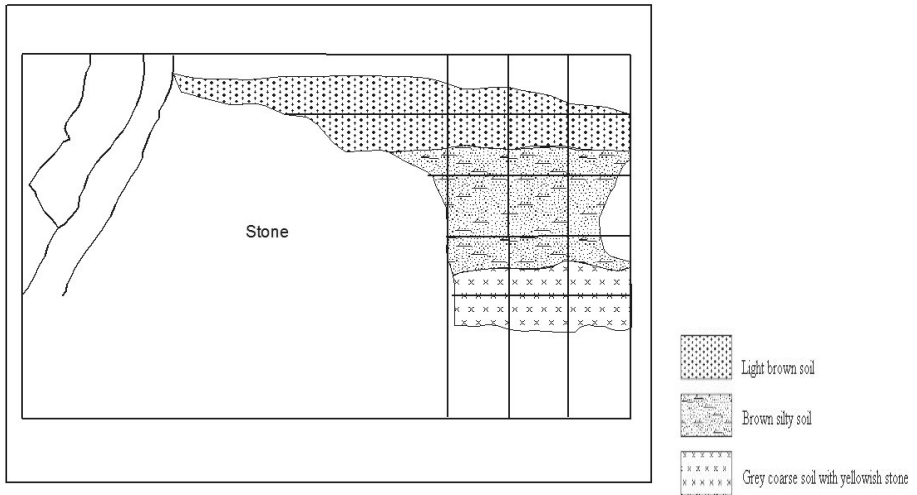 Stone
Light brown soil
Brown silty soil
Grey coarse soil with yellowish stone